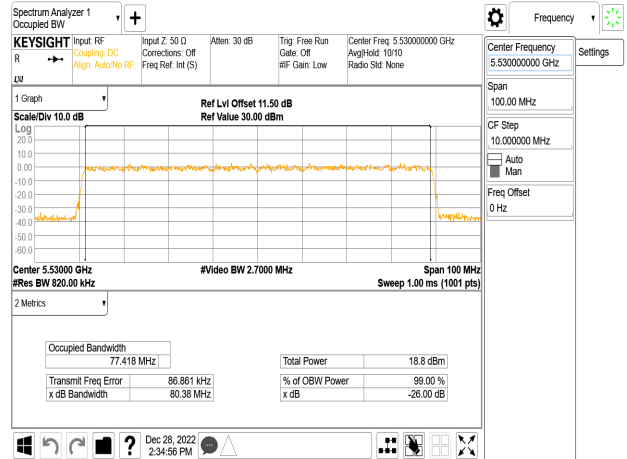 Spectrum Analyzer 1
Occupied BW
Frequency
KEYSIGHT
R
Input: RF
Coupling: DC
Align: Auto/No RF
Input Z: 50 Ω
Corrections: Off
Freq Ref: Int (S)
Atten: 30 dB
Trig: Free Run
Gate: Off
#IF Gain: Low
Center Freq: 5.530000000 GHz
Avg|Hold: 10/10
Radio Std: None
Center Frequency
5.530000000 GHz
Settings
Span
100.00 MHz
CF Step
10.000000 MHz
Auto
Man
Freq Offset
0 Hz
1 Graph
Scale/Div 10.0 dB
Ref Lvl Offset 11.50 dB
Ref Value 30.00 dBm
Log
20.0
10.0
0.00
-10.0
-20.0
-30.0
-40.0
-50.0
-60.0
Center 5.53000 GHz
#Video BW 2.7000 MHz
Span 100 MHz
#Res BW 820.00 kHz
Sweep 1.00 ms (1001 pts)
2 Metrics
Occupied Bandwidth
77.418 MHz
Total Power 18.8 dBm
Transmit Freq Error 86.861 kHz
% of OBW Power 99.00 %
x dB Bandwidth 80.38 MHz
x dB -26.00 dB
Dec 28, 2022
2:34:56 PM